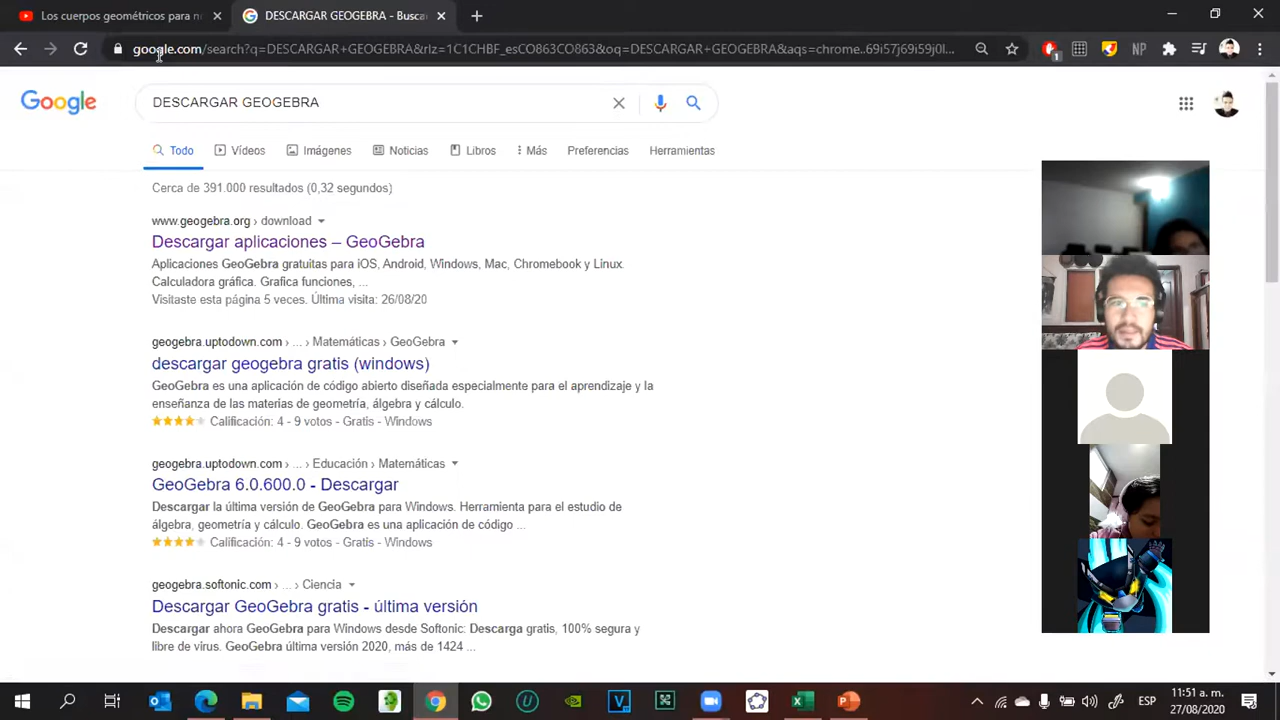 Los cuerpos geométricos para n
DESCARGAR GEOGEBRA - Busca
google.com/search?q=DESCARGAR+GEOGEBRA&rlz=1C1CHBF_esCO863CO863&oq=DESCARGAR+GEOGEBRA&aqs=chrome..69i57j69i59j0l...
1
NP
Google
DESCARGAR GEOGEBRA
Todo
Vídeos
Imágenes
Noticias
Libros
Más
Preferencias
Herramientas
Cerca de 391.000 resultados (0,32 segundos)
www.geogebra.org › download
Descargar aplicaciones – GeoGebra
Aplicaciones GeoGebra gratuitas para iOS, Android, Windows, Mac, Chromebook y Linux.
Calculadora gráfica. Grafica funciones, ...
Visitaste esta página 5 veces. Última visita: 26/08/20
geogebra.uptodown.com › ... › Matemáticas › GeoGebra
descargar geogebra gratis (windows)
GeoGebra es una aplicación de código abierto diseñada especialmente para el aprendizaje y la
enseñanza de las materias de geometría, álgebra y cálculo.
Calificación: 4 - 9 votos - Gratis - Windows
geogebra.uptodown.com › ... › Educación › Matemáticas
GeoGebra 6.0.600.0 - Descargar
Descargar la última versión de GeoGebra para Windows. Herramienta para el estudio de
álgebra, geometría y cálculo. GeoGebra es una aplicación de código ...
Calificación: 4 - 9 votos - Gratis - Windows
geogebra.softonic.com › ... › Ciencia
Descargar GeoGebra gratis - última versión
Descargar ahora GeoGebra para Windows desde Softonic: Descarga gratis, 100% segura y
libre de virus. GeoGebra última versión 2020, más de 1424 ...
ESP
11:51 a. m.
27/08/2020